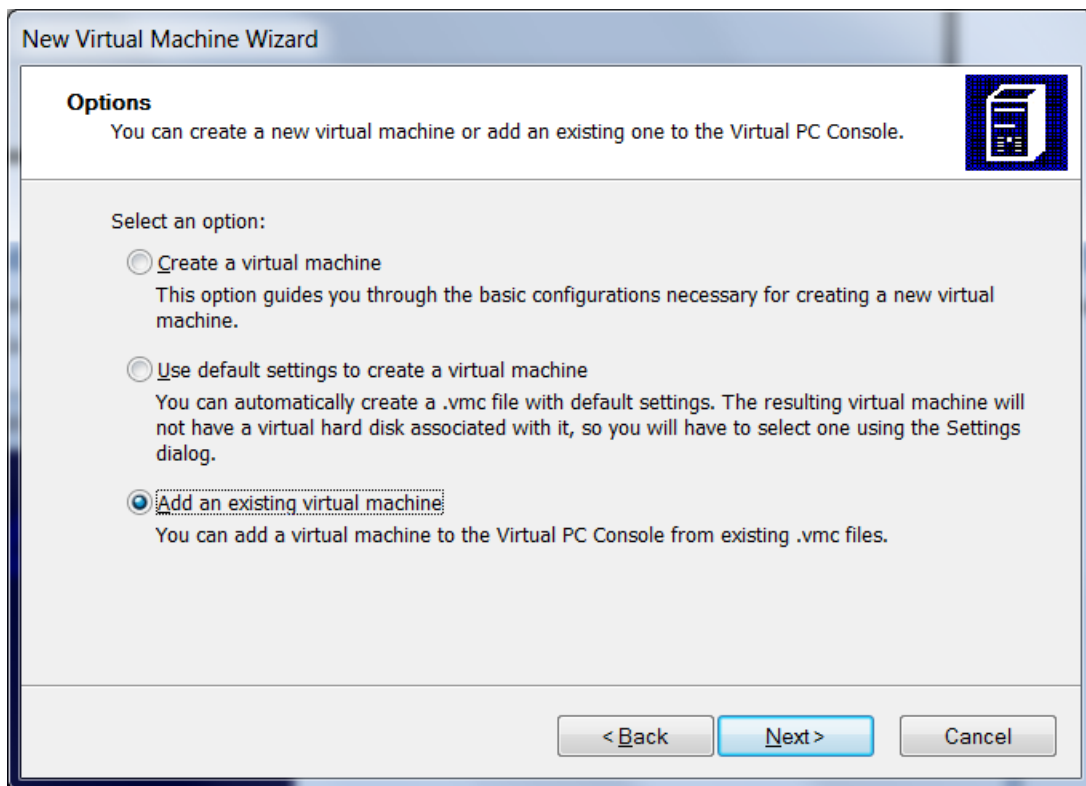 New Virtual Machine Wizard
Options
You can create a new virtual machine or add an existing one to the Virtual PC Console.
Select an option:
Create a virtual machine
This option guides you through the basic configurations necessary for creating a new virtual
machine.
Use default settings to create a virtual machine
You can automatically create a .vmc file with default settings. The resulting virtual machine will
not have a virtual hard disk associated with it, so you will have to select one using the Settings
dialog.
Add an existing virtual machine
You can add a virtual machine to the Virtual PC Console from existing .vmc files.
< Back Next > Cancel